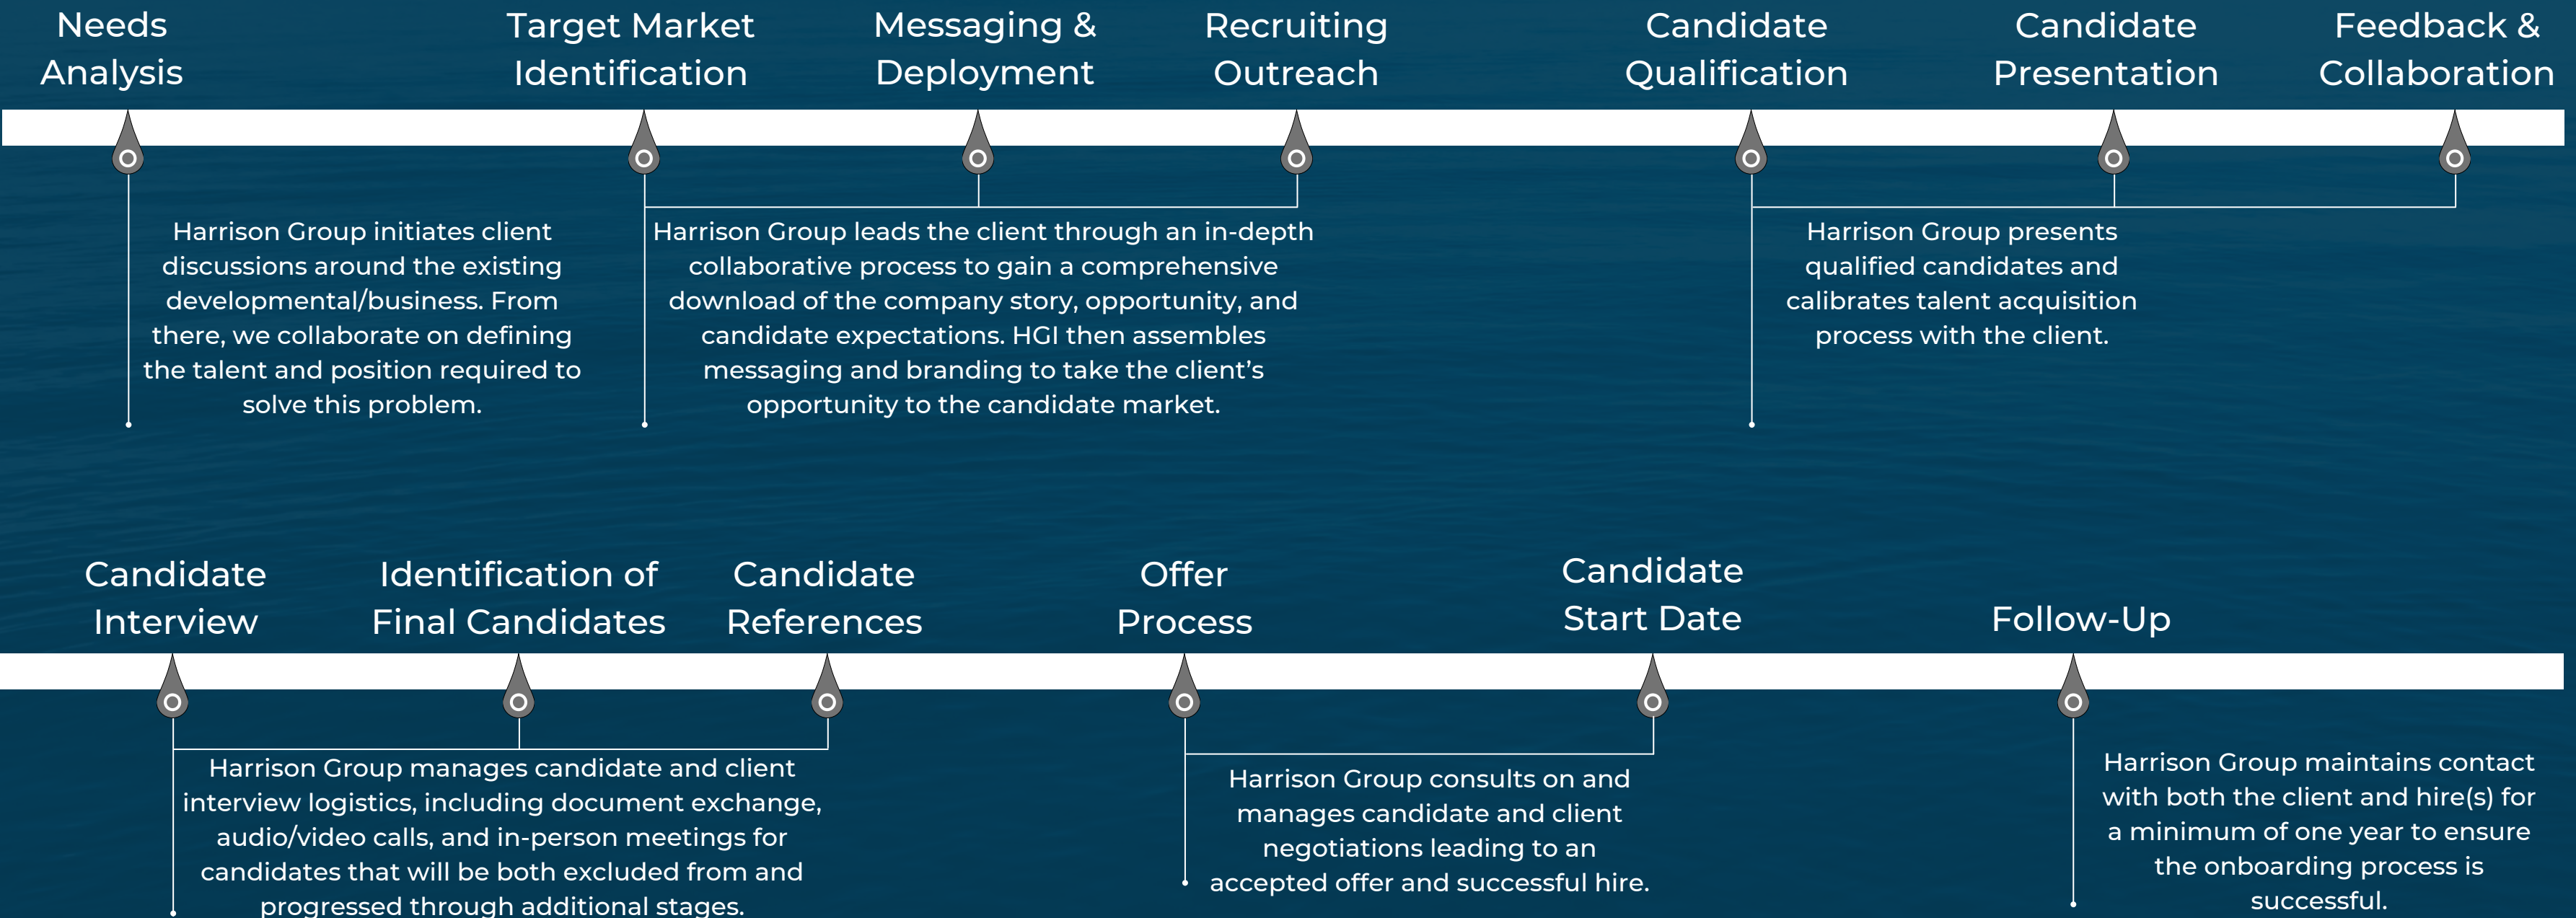 Needs
Analysis
Target Market
Identification
Messaging &
Deployment
Recruiting
Outreach
Candidate
Qualification
Candidate
Presentation
Feedback &
Collaboration
Harrison Group initiates client
discussions around the existing
developmental/business. From
there, we collaborate on defining
the talent and position required to
solve this problem.
Harrison Group leads the client through an in-depth
collaborative process to gain a comprehensive
download of the company story, opportunity, and
candidate expectations. HGI then assembles
messaging and branding to take the client’s
opportunity to the candidate market.
Harrison Group presents
qualified candidates and
calibrates talent acquisition
process with the client.
Candidate
Interview
Identification of
Final Candidates
Candidate
References
Offer
Process
Candidate
Start Date
Follow-Up
Harrison Group manages candidate and client
interview logistics, including document exchange,
audio/video calls, and in-person meetings for
candidates that will be both excluded from and
progressed through additional stages.
Harrison Group consults on and
manages candidate and client
negotiations leading to an
accepted offer and successful hire.
Harrison Group maintains contact
with both the client and hire(s) for
a minimum of one year to ensure
the onboarding process is
successful.